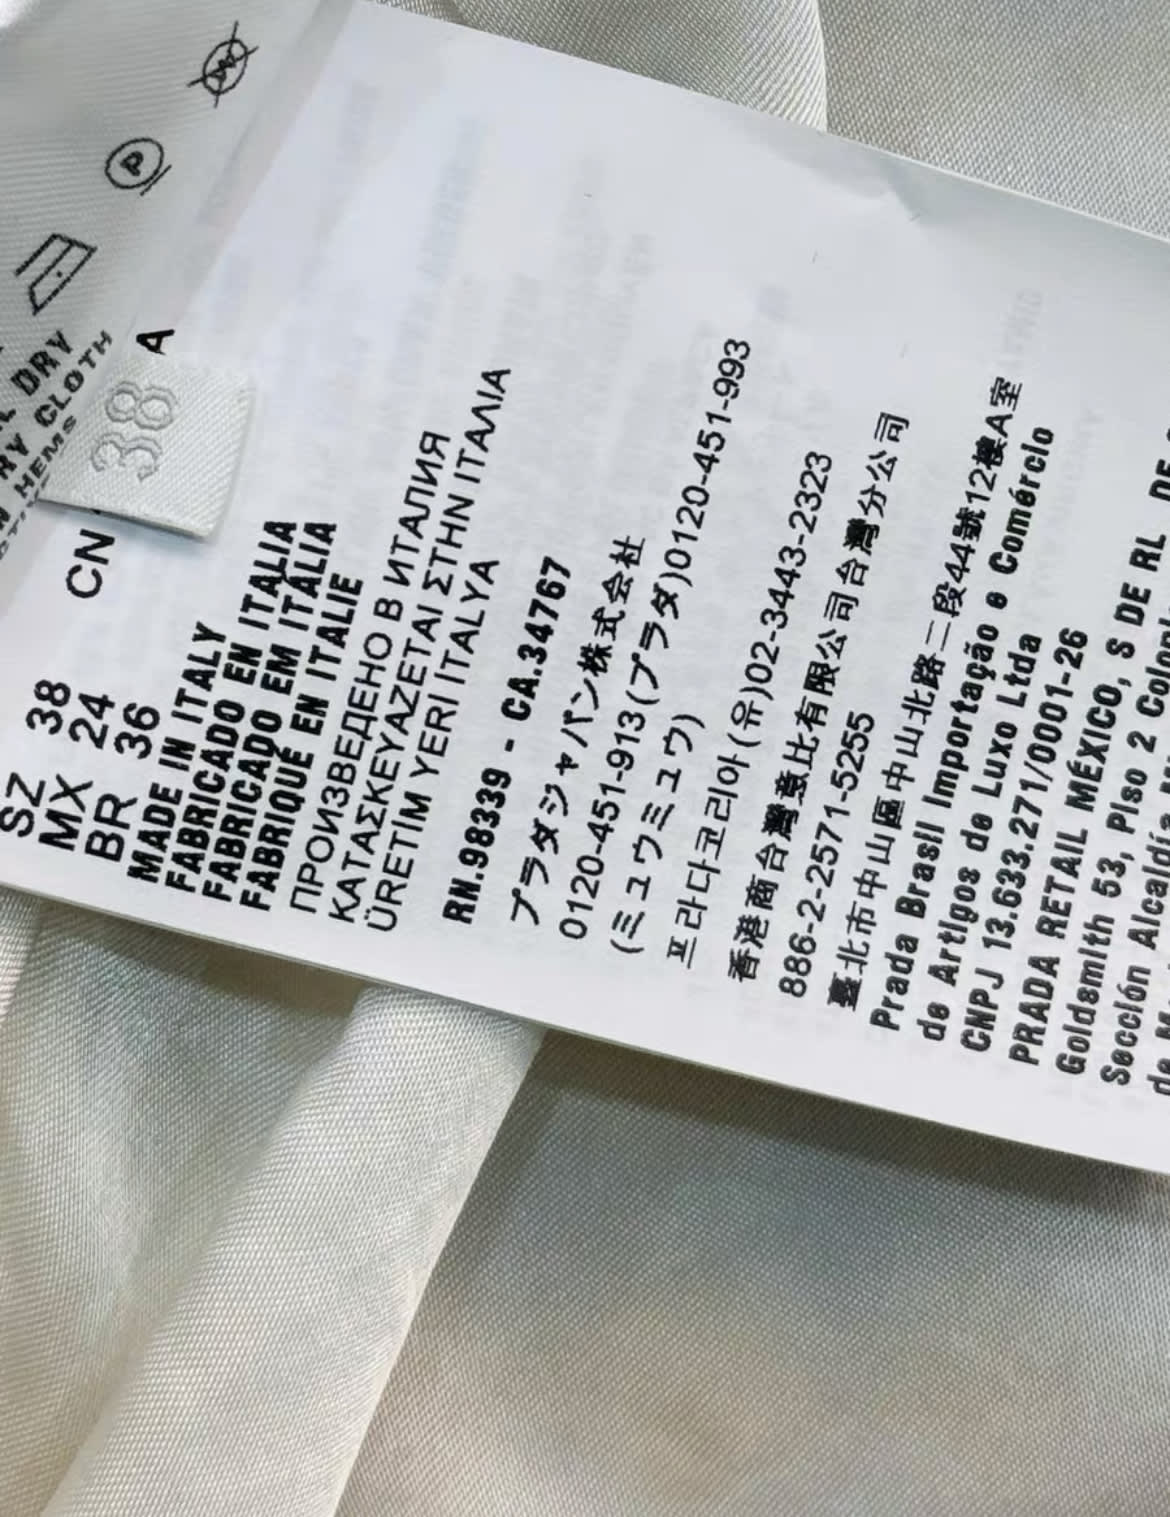 P
DRY
RY CLOTH
HEMS
38
A
CN
SZ 38
MX 24
BR 36
MADE IN ITALY
FABRICADO EN ITALIA
FABRICADO EM ITÁLIA
FABRIQUÉ EN ITALIE
ПРОИЗВЕДЕНО В ИТАЛИЯ
ΚΑΤΑΣΚΕΥΑΖΕΤΑΙ ΣΤΗΝ ΙΤΑΛΙΑ
ÜRETİM YERİ İTALYA
RN.98339 - CA.34767
プラダジャパン株式会社
0120-451-913(プラダ)0120-451-993
(ミュウミュウ)
프라다코리아(유)02-3443-2323
香港商台灣意比有限公司台灣分公司
886-2-2571-5255
臺北市中山區中山北路二段44號12樓A室
Prada Brasil Importação e Comércio
de Artigos de Luxo Ltda
CNPJ 13.633.271/0001-26
PRADA RETAIL MÉXICO, S DE RL DE
Goldsmith 53, Piso 2 Colonia
Sección Alcaldía
de